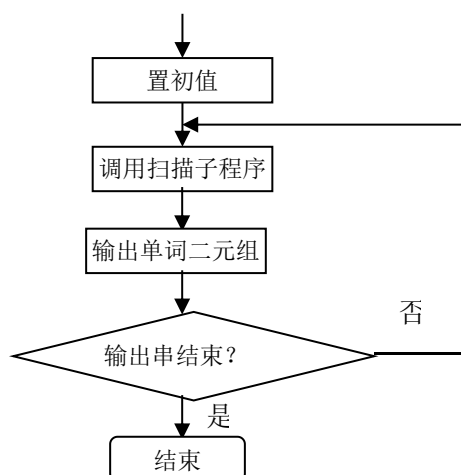 置初值
调用扫描子程序
输出单词二元组
否
输出串结束？
是
结束